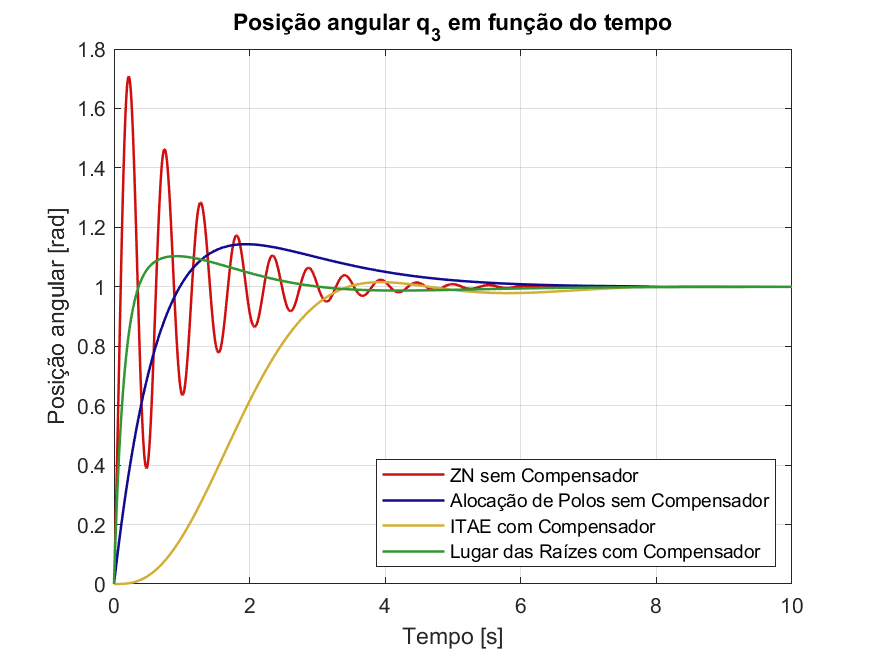 Posição angular q3 em função do tempo
Posição angular [rad]
1.8
1.6
1.4
1.2
1
0.8
0.6
0.4
0.2
0
0 2 4 6 8 10
Tempo [s]
ZN sem Compensador
Alocação de Polos sem Compensador
ITAE com Compensador
Lugar das Raízes com Compensador